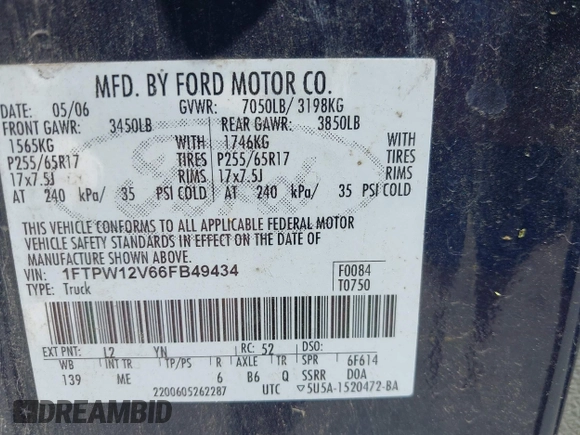 MFD. BY FORD MOTOR CO.
DATE: 05/06 GVWR: 7050LB/ 3198KG
FRONT GAWR: 3450LB REAR GAWR: 3850LB
1565KG WITH 1746KG WITH
P255/65R17 TIRES P255/65R17 TIRES
17x7.5J RIMS 17x7.5J RIMS
AT 240 kPa/ 35 PSI COLD AT 240 kPa/ 35 PSI COLD
THIS VEHICLE CONFORMS TO ALL APPLICABLE FEDERAL MOTOR
VEHICLE SAFETY STANDARDS IN EFFECT ON THE DATE OF
MANUFACTURE SHOWN ABOVE.
VIN: 1FTPW12V66FB49434 F0084
TYPE: Truck T0750
EXT PNT: L2 YN RC: 52 DSO:
WB INT TR TP/PS R AXLE TR SPR 6F614
139 ME 6 B6 Q SSRR DOA
2200605262287 UTC ▽5U5A-1520472-BA
Ford
DREAMBID